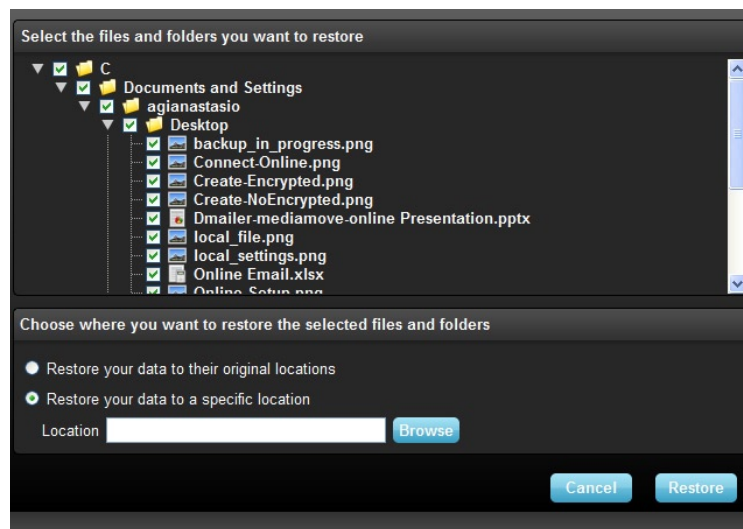 Select the files and folders you want to restore
C
Documents and Settings
agianastasio
Desktop
backup_in_progress.png
Connect-Online.png
Create-Encrypted.png
Create-NoEncrypted.png
Dmailer-mediamove-online Presentation.pptx
local_file.png
local_settings.png
Online Email.xlsx
Online-Setup.png
Choose where you want to restore the selected files and folders
Restore your data to their original locations
Restore your data to a specific location
Location Browse
Cancel Restore